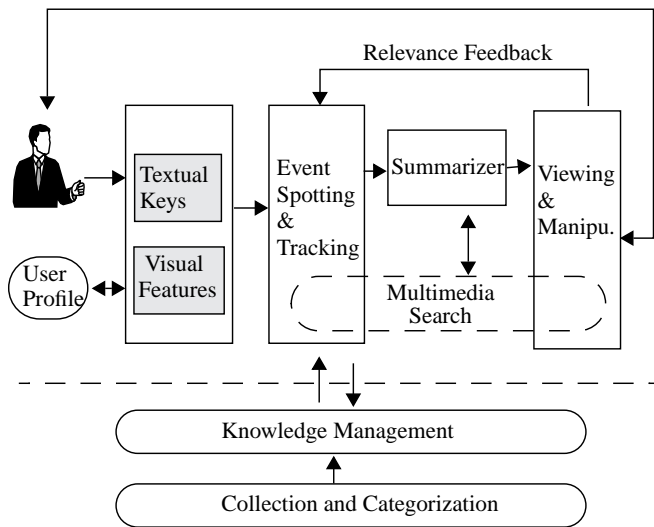 Relevance Feedback
Textual
Keys
Visual
Features
User
Profile
Event
Spotting
&
Tracking
Summarizer
Viewing
&
Manipu.
Multimedia
Search
Knowledge Management
Collection and Categorization